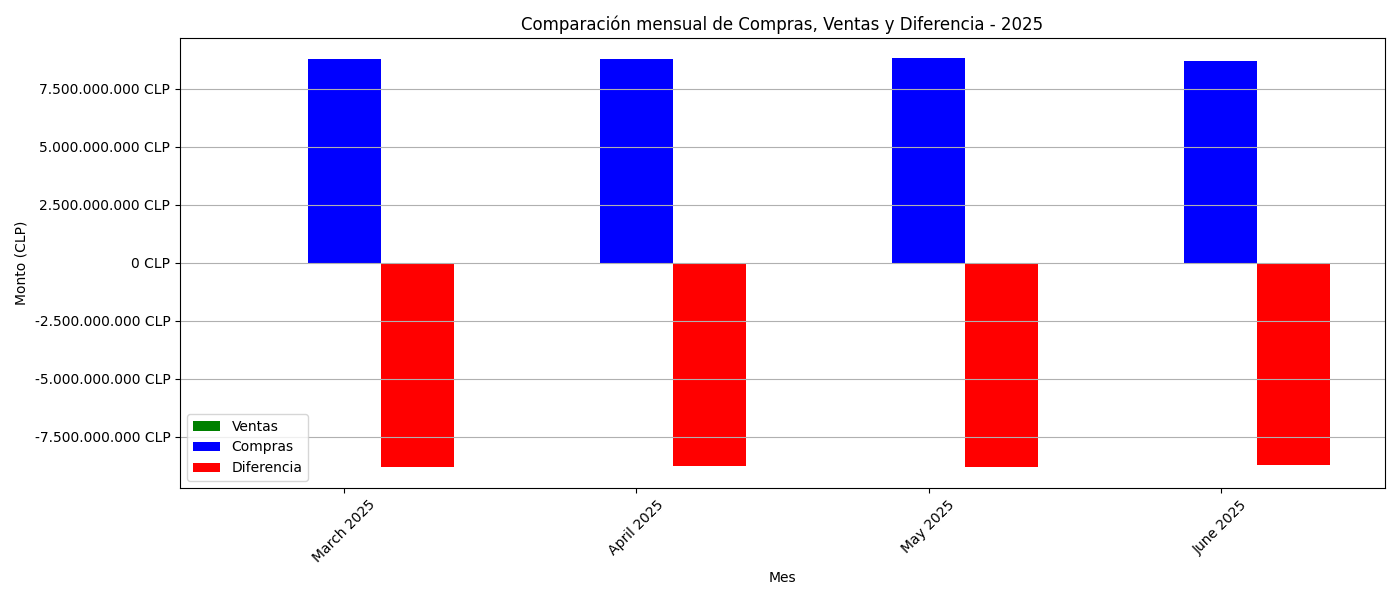 Comparación mensual de Compras, Ventas y Diferencia - 2025
Monto (CLP)
7.500.000.000 CLP
5.000.000.000 CLP
2.500.000.000 CLP
0 CLP
-2.500.000.000 CLP
-5.000.000.000 CLP
-7.500.000.000 CLP
Ventas
Compras
Diferencia
March 2025
April 2025
May 2025
June 2025
Mes